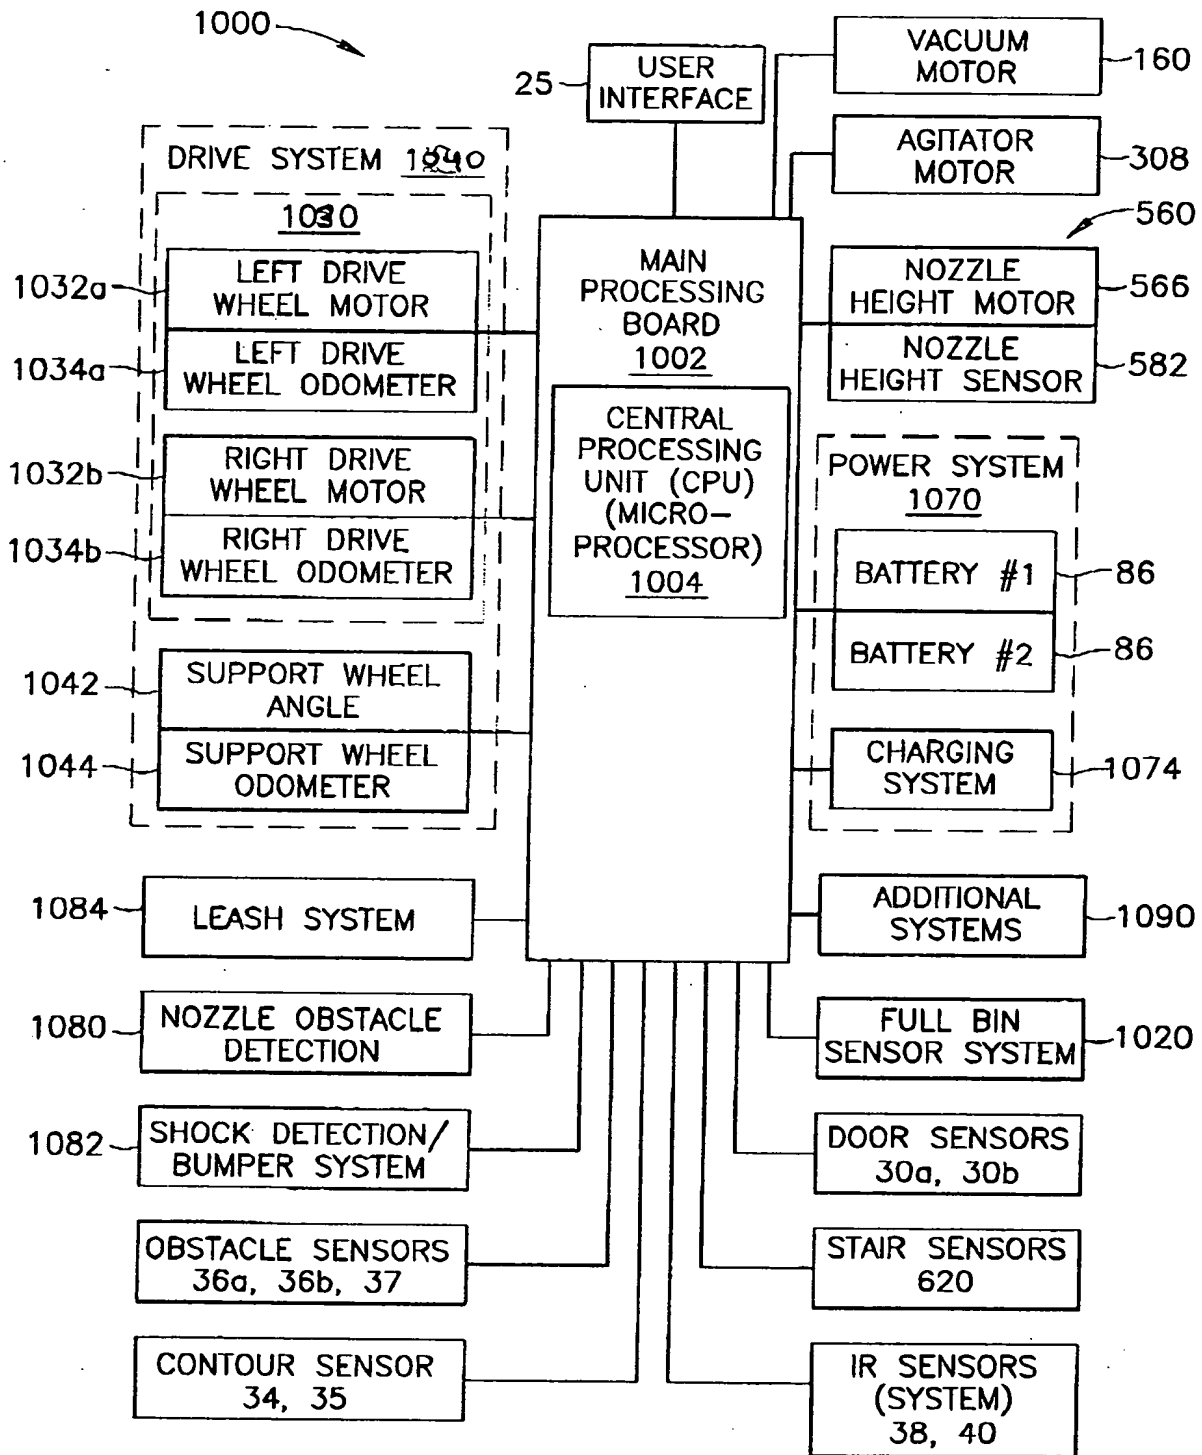 1000
25
USER
INTERFACE
VACUUM
MOTOR
160
AGITATOR
MOTOR
308
560
DRIVE SYSTEM 1040
1030
1032a
LEFT DRIVE
WHEEL MOTOR
1034a
LEFT DRIVE
WHEEL ODOMETER
1032b
RIGHT DRIVE
WHEEL MOTOR
1034b
RIGHT DRIVE
WHEEL ODOMETER
1042
SUPPORT WHEEL
ANGLE
1044
SUPPORT WHEEL
ODOMETER
MAIN
PROCESSING
BOARD
1002
CENTRAL
PROCESSING
UNIT (CPU)
(MICRO-
PROCESSOR)
1004
NOZZLE
HEIGHT MOTOR
566
NOZZLE
HEIGHT SENSOR
582
POWER SYSTEM
1070
BATTERY #1
86
BATTERY #2
86
CHARGING
SYSTEM
1074
1084
LEASH SYSTEM
1080
NOZZLE OBSTACLE
DETECTION
1082
SHOCK DETECTION/
BUMPER SYSTEM
OBSTACLE SENSORS
36a, 36b, 37
CONTOUR SENSOR
34, 35
ADDITIONAL
SYSTEMS
1090
FULL BIN
SENSOR SYSTEM
1020
DOOR SENSORS
30a, 30b
STAIR SENSORS
620
IR SENSORS
(SYSTEM)
38, 40